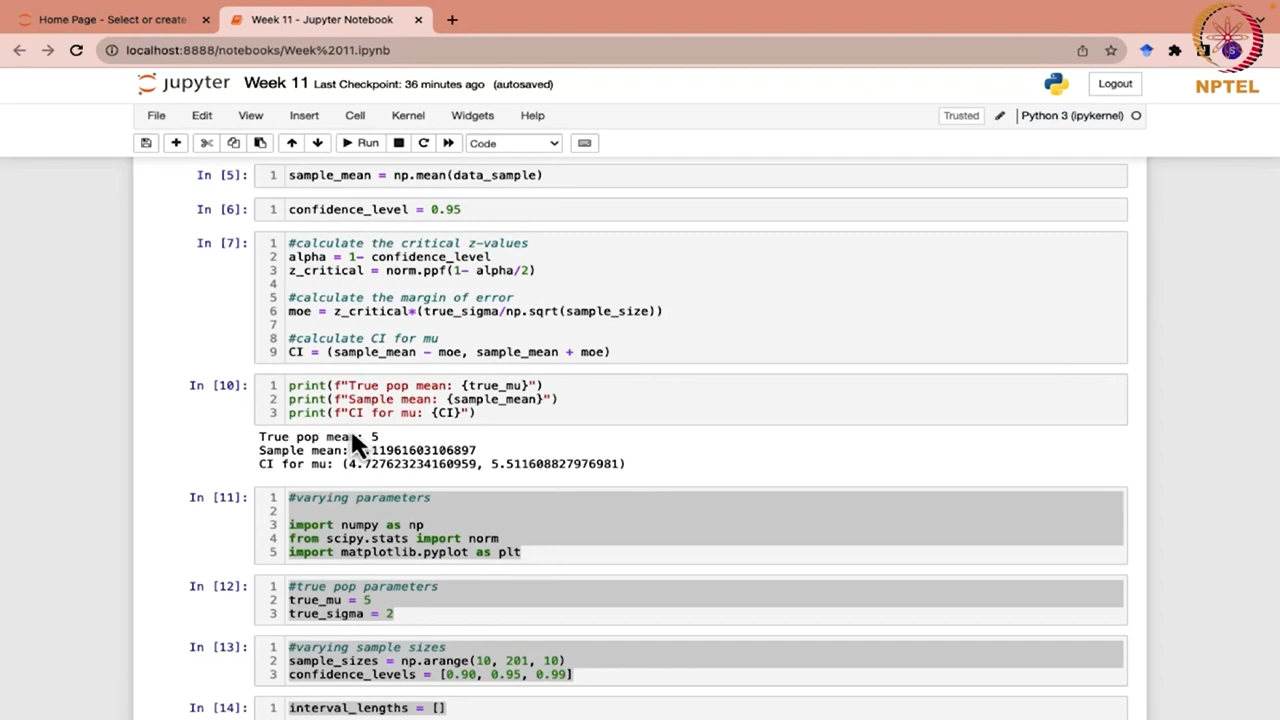 Home Page - Select or create
Week 11 - Jupyter Notebook
localhost:8888/notebooks/Week%2011.ipynb
NPTEL
jupyter Week 11 Last Checkpoint: 36 minutes ago (autosaved)
Logout
File Edit View Insert Cell Kernel Widgets Help
Trusted
Python 3 (ipykernel)
Run
Code
In [5]: 1 sample_mean = np.mean(data_sample)
In [6]: 1 confidence_level = 0.95
In [7]: 1 #calculate the critical z-values
2 alpha = 1- confidence_level
3 z_critical = norm.ppf(1- alpha/2)
4
5 #calculate the margin of error
6 moe = z_critical*(true_sigma/np.sqrt(sample_size))
7
8 #calculate CI for mu
9 CI = (sample_mean - moe, sample_mean + moe)
In [10]: 1 print(f"True pop mean: {true_mu}")
2 print(f"Sample mean: {sample_mean}")
3 print(f"CI for mu: {CI}")
True pop mean: 5
Sample mean: .11961603106897
CI for mu: (4.727623234160959, 5.511608827976981)
In [11]: 1 #varying parameters
2
3 import numpy as np
4 from scipy.stats import norm
5 import matplotlib.pyplot as plt
In [12]: 1 #true pop parameters
2 true_mu = 5
3 true_sigma = 2
In [13]: 1 #varying sample sizes
2 sample_sizes = np.arange(10, 201, 10)
3 confidence_levels = [0.90, 0.95, 0.99]
In [14]: 1 interval_lengths = []